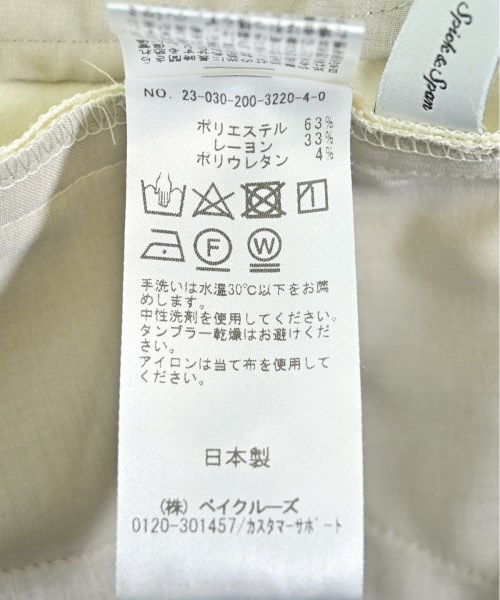 Spick & Span
NO. 23-030-200-3220-4-0
ポリエステル 63%
レーヨン 33%
ポリウレタン 4%
F
W
手洗いは水温30℃以下をお薦
めします。
中性洗剤を使用してください。
タンブラー乾燥はお避けくださ
い。
アイロンは当て布を使用して
ください。
日本製
(株) ベイクルーズ
0120-301457/カスタマーサポート